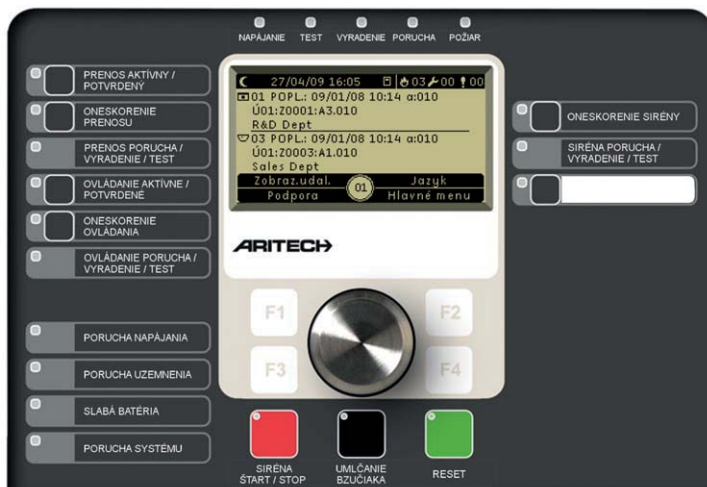 NAPÁJANIE TEST VYRADENIE PORUCHA POŽIAR
PRENOS AKTÍVNY /
POTVRDENÝ
ONESKORENIE
PRENOSU
PRENOS PORUCHA /
VYRADENIE / TEST
OVLÁDANIE AKTÍVNE /
POTVRDENÉ
ONESKORENIE
OVLÁDANIA
OVLÁDANIE PORUCHA /
VYRADENIE / TEST
PORUCHA NAPÁJANIA
PORUCHA UZEMNENIA
SLABÁ BATÉRIA
PORUCHA SYSTÉMU
27/04/09 16:05 03 00 00
01 POPL.: 09/01/08 10:14 α:010
Ú01:Z0001:A3.010
R&D Dept
03 POPL.: 09/01/08 10:14 α:010
Ú01:Z0003:A1.010
Sales Dept
Zobraz.udal. 01 Jazyk
Podpora Hlavné menu
ARITECH
F1 F2
F3 F4
SIRÉNA
ŠTART / STOP
UMLČANIE
BZUČIAKA
RESET
ONESKORENIE SIRÉNY
SIRÉNA PORUCHA /
VYRADENIE / TEST